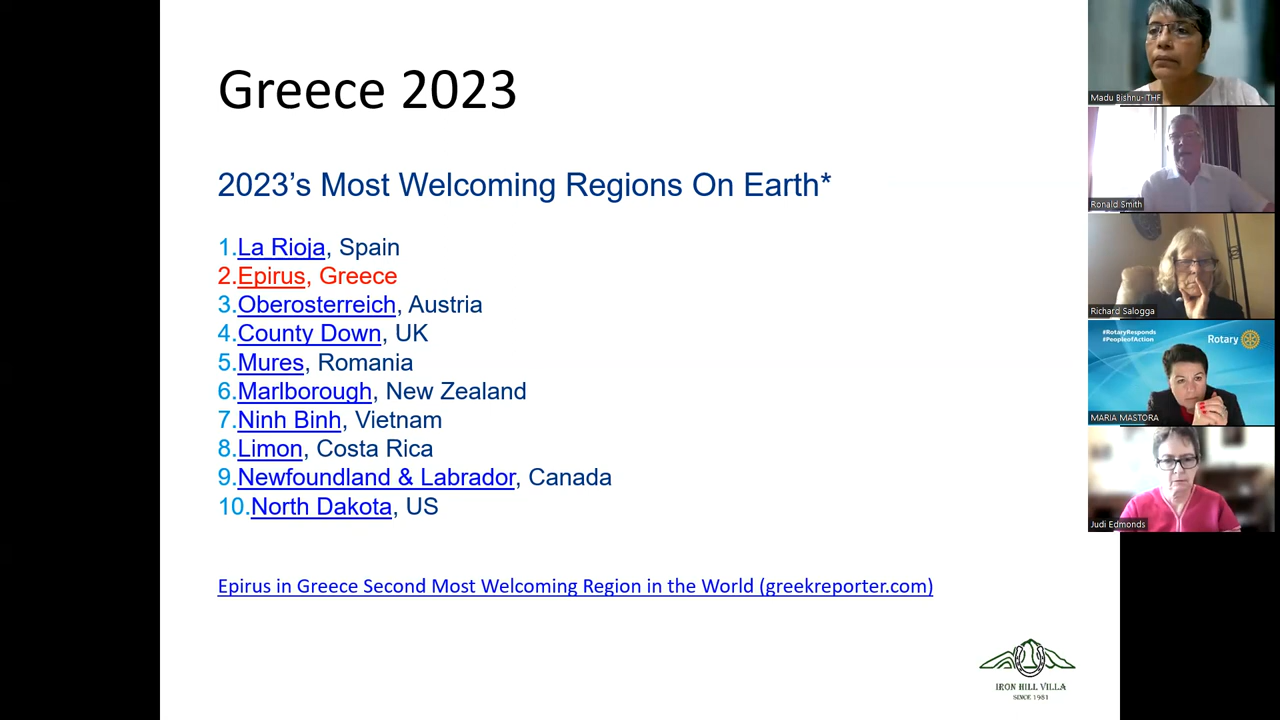 Greece 2023
2023’s Most Welcoming Regions On Earth*
1.La Rioja, Spain
2.Epirus, Greece
3.Oberosterreich, Austria
4.County Down, UK
5.Mures, Romania
6.Marlborough, New Zealand
7.Ninh Binh, Vietnam
8.Limon, Costa Rica
9.Newfoundland & Labrador, Canada
10.North Dakota, US
Epirus in Greece Second Most Welcoming Region in the World (greekreporter.com)
IRON HILL VILLA
SINCE 1981
Madu Bishnu-ITHF
Ronald Smith
Richard Salogga
#RotaryResponds
#PeopleofAction
Rotary
MARIA MASTORA
Judi Edmonds